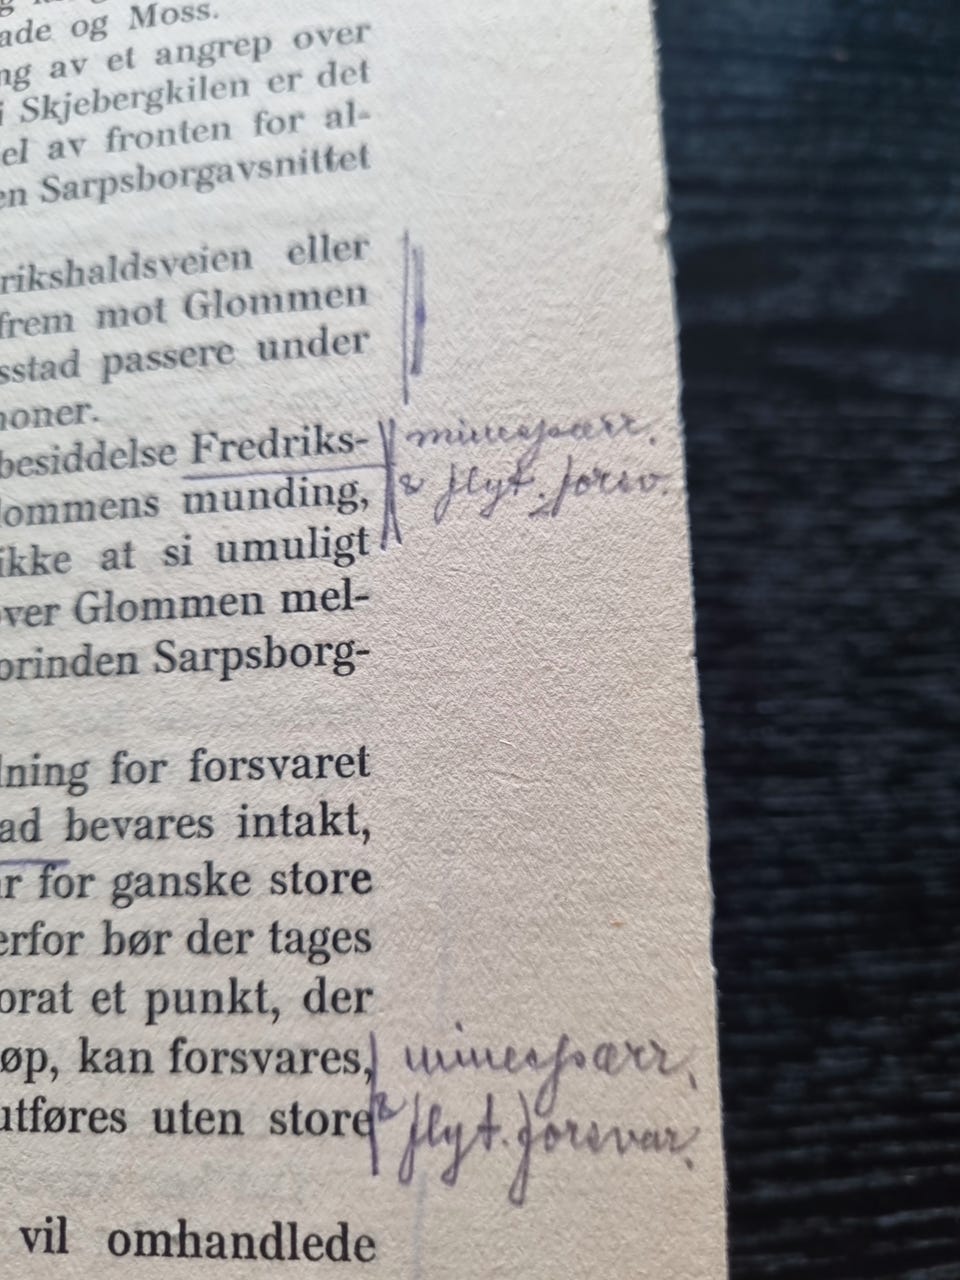 ade og Moss.
ng av et angrep over
i Skjebergkilen er det
el av fronten for al-
en Sarpsborgavsnittet
rikshaldsveien eller
frem mot Glommen
sstad passere under
noner.
besiddelse Fredriks- minespærr.
lommens munding, & flyt. forsv.
ikke at si umuligt
over Glommen mel-
orinden Sarpsborg-
lning for forsvaret
ad bevares intakt,
ar for ganske store
erfor bør der tages
orat et punkt, der
øp, kan forsvares, minespærr.
utføres uten store & flyt. forsvar.
vil omhandlede